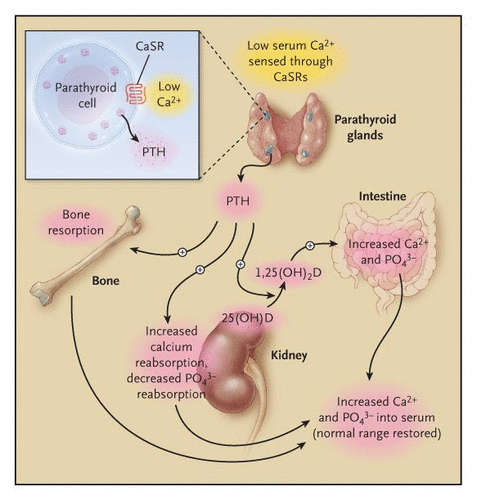 CaSR
Parathyroid
cell
Low
Ca²⁺
PTH
Low serum Ca²⁺
sensed through
CaSRs
Parathyroid
glands
PTH
Intestine
Bone
resorption
Increased Ca²⁺
and PO₄³⁻
+
+
+
+
1,25(OH)₂D
Bone
25(OH)D
Increased
calcium
reabsorption,
decreased PO₄³⁻
reabsorption
Kidney
Increased Ca²⁺
and PO₄³⁻ into serum
(normal range restored)